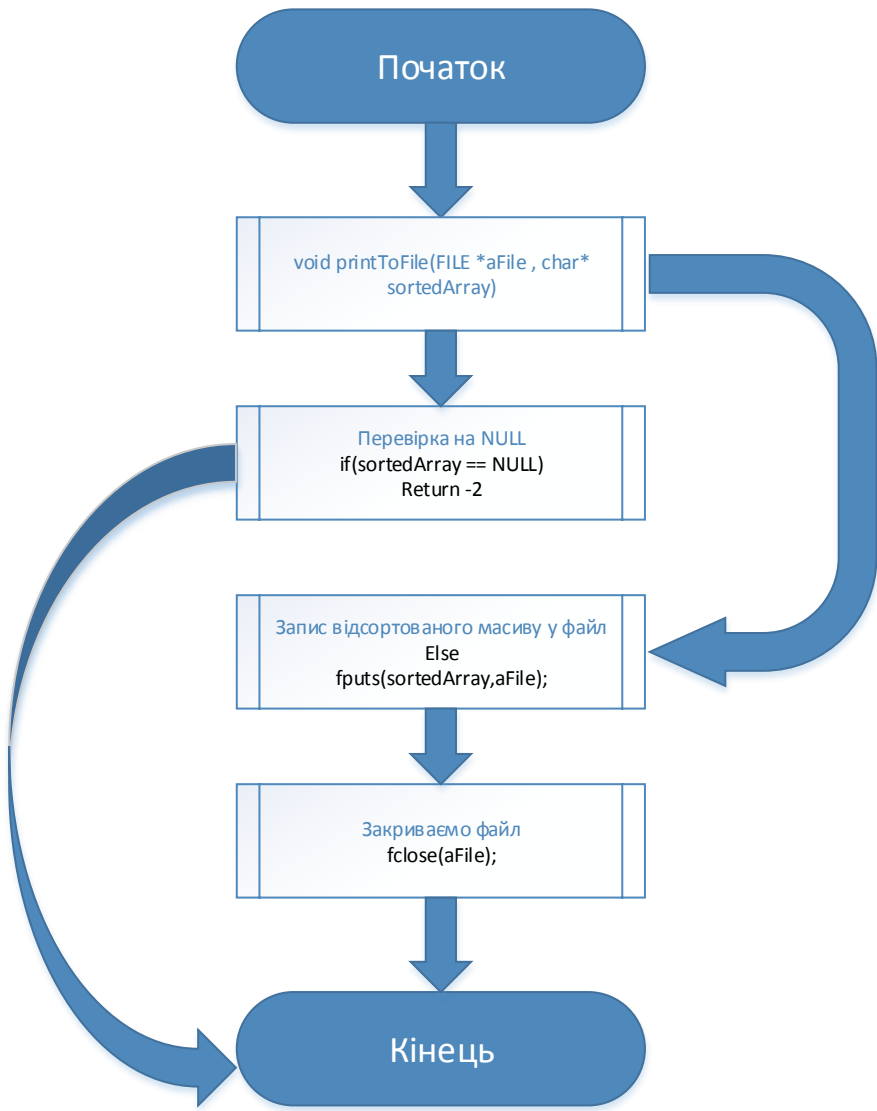 Початок
void printToFile(FILE *aFile , char*
sortedArray)
Перевірка на NULL
if(sortedArray == NULL)
Return -2
Запис відсортованого масиву у файл
Else
fputs(sortedArray,aFile);
Закриваємо файл
fclose(aFile);
Кінець